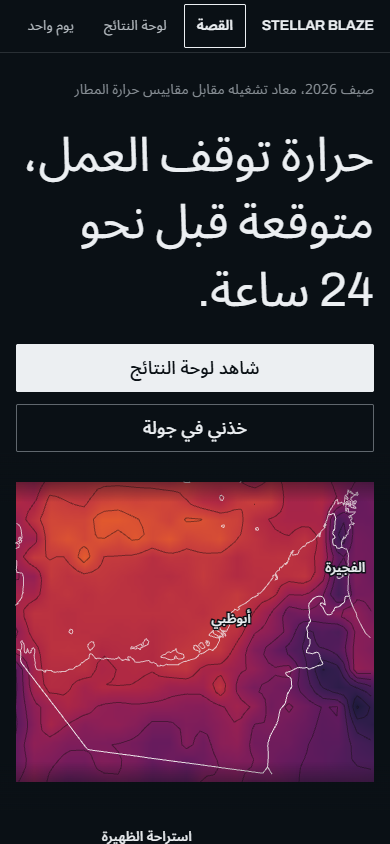 STELLAR BLAZE القصة لوحة النتائج يوم واحد
صيف 2026، معاد تشغيله مقابل مقاييس حرارة المطار
حرارة توقف العمل،
متوقعة قبل نحو
24 ساعة.
شاهد لوحة النتائج
خذني في جولة
الفجيرة
أبوظبي
استراحة الظهيرة